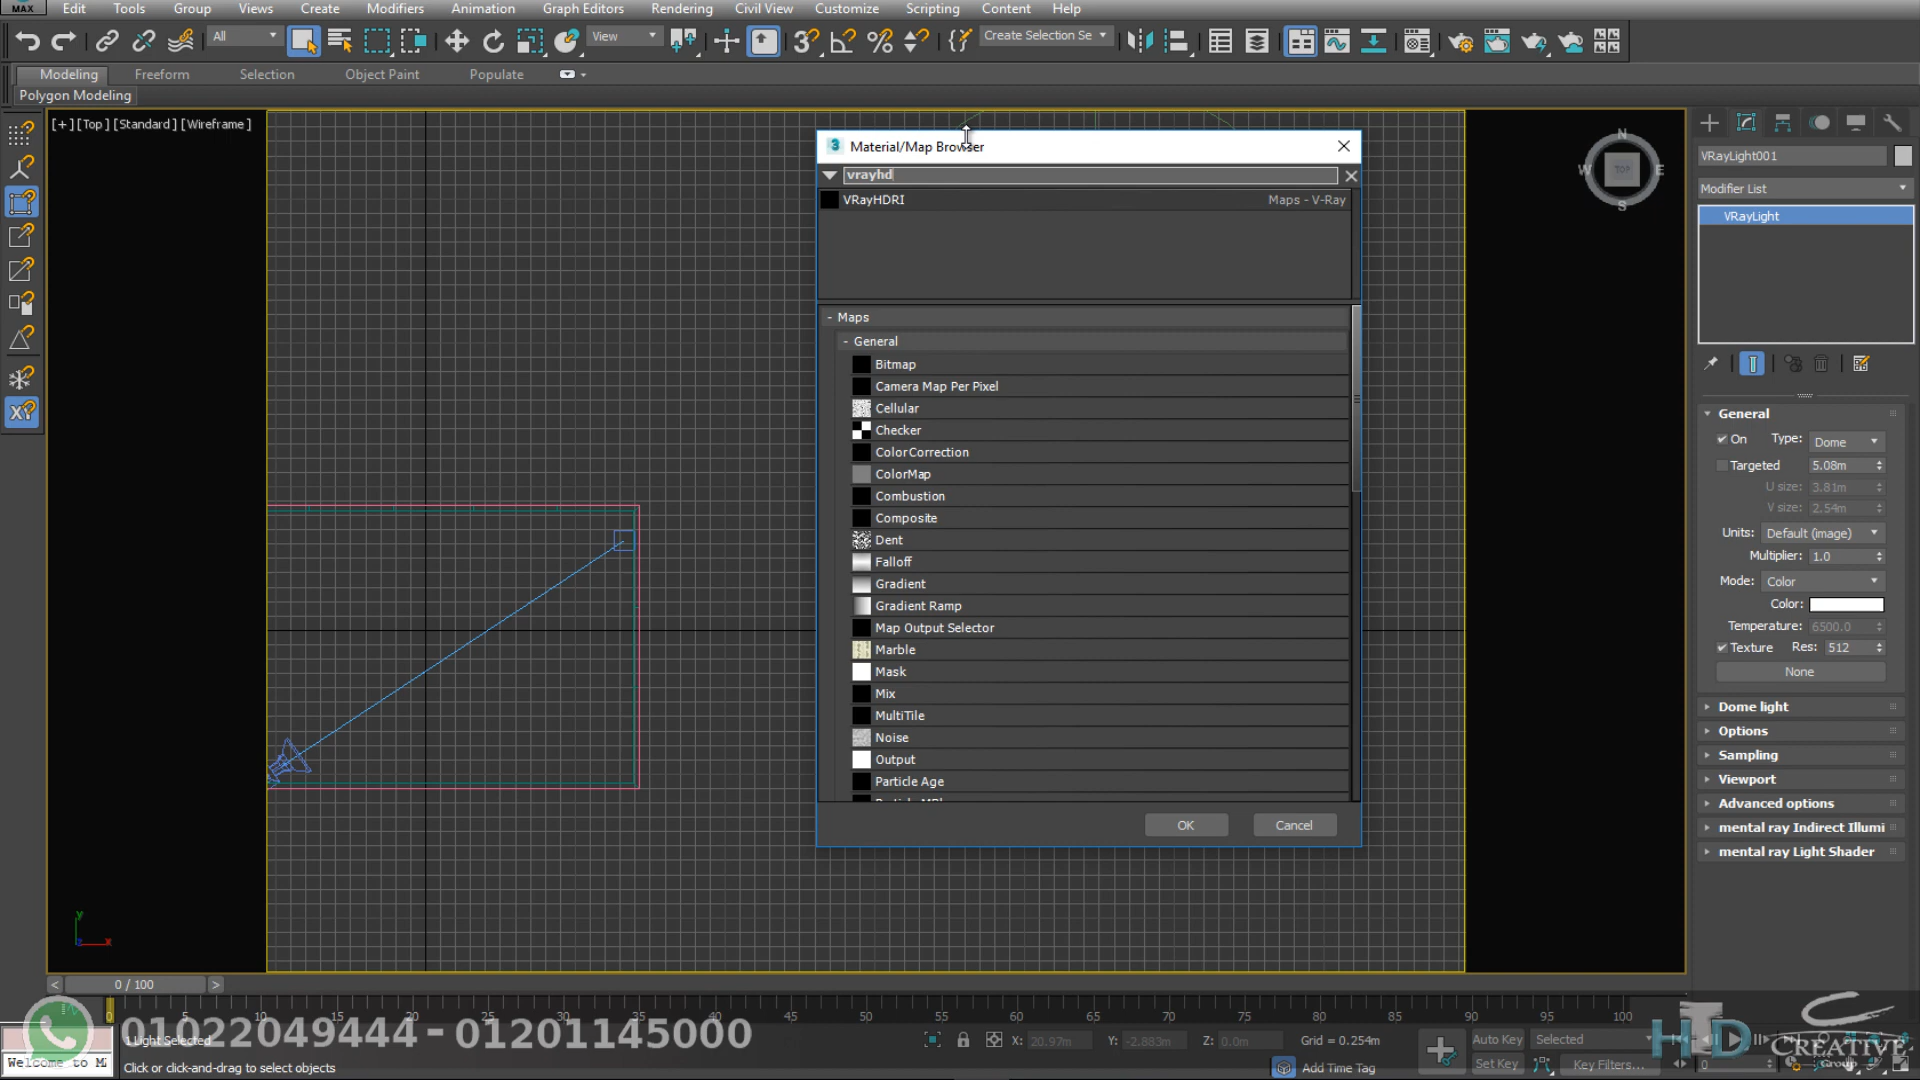 MAX Edit Tools Group Views Create Modifiers Animation Graph Editors Rendering Civil View Customize Scripting Content Help
All View Create Selection Se
Modeling Freeform Selection Object Paint Populate
Polygon Modeling
[+] [Top] [Standard] [Wireframe]
3 Material/Map Browser
vrayhd
VRayHDRI Maps - V-Ray
- Maps
- General
Bitmap
Camera Map Per Pixel
Cellular
Checker
ColorCorrection
ColorMap
Combustion
Composite
Dent
Falloff
Gradient
Gradient Ramp
Map Output Selector
Marble
Mask
Mix
MultiTile
Noise
Output
Particle Age
OK Cancel
N
W TOP E
S
VRayLight001
Modifier List
VRayLight
General
On Type: Dome
Targeted 5.08m
U size: 3.81m
V size: 2.54m
Units: Default (image)
Multiplier: 1.0
Mode: Color
Color:
Temperature: 6500.0
Texture Res: 512
None
Dome light
Options
Sampling
Viewport
Advanced options
mental ray Indirect Illumi
mental ray Light Shader
y
x
< 0 / 100 >
0 10 15 20 25 30 35 40 45 50 55 60 65 70 75 80 85 90 95 100
01022049444 - 01201145000
1 Light Selected
Welcome to M
Click or click-and-drag to select objects
X: 20.97m Y: -2.883m Z: 0.0m Grid = 0.254m
Add Time Tag
Auto Key Selected
Set Key Key Filters...
0
HD CREATIVE
Group